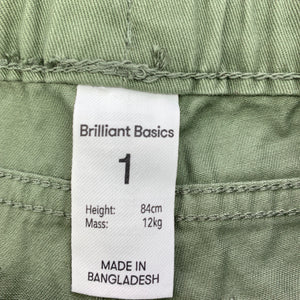 Brilliant Basics
1
Height: 84cm
Mass: 12kg
MADE IN
BANGLADESH